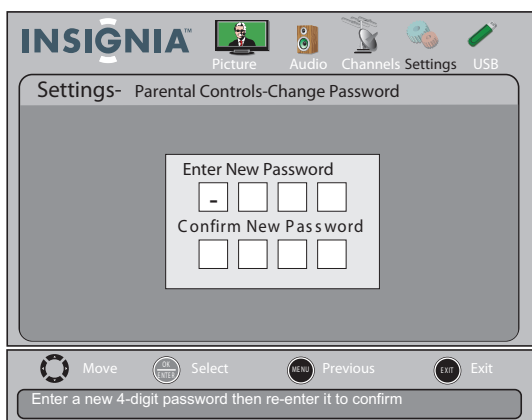 INSIGNIA™
Picture Audio Channels Settings USB
Settings- Parental Controls-Change Password
Enter New Password
-
Confirm New Password
Move OK ENTER Select MENU Previous EXIT Exit
Enter a new 4-digit password then re-enter it to confirm